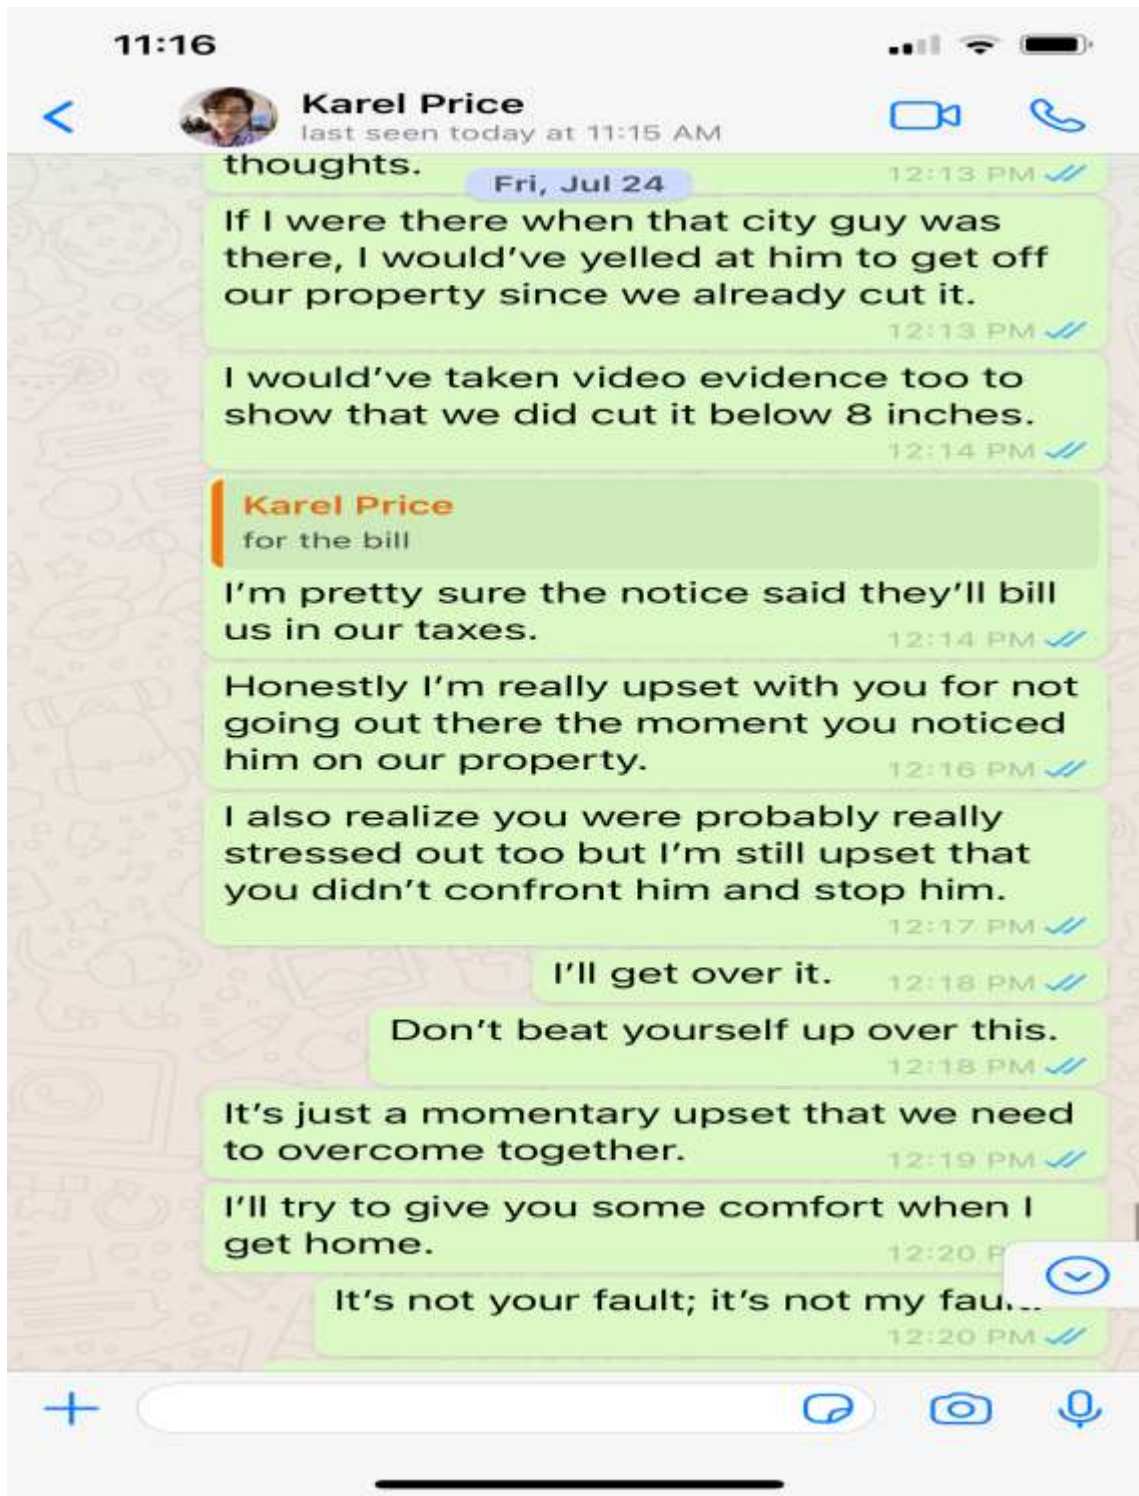 11:16
Karel Price
last seen today at 11:15 AM
thoughts.
12:13 PM
Fri, Jul 24
If I were there when that city guy was
there, I would've yelled at him to get off
our property since we already cut it.
12:13 PM
I would've taken video evidence too to
show that we did cut it below 8 inches.
12:14 PM
Karel Price
for the bill
I'm pretty sure the notice said they'll bill
us in our taxes.
12:14 PM
Honestly I'm really upset with you for not
going out there the moment you noticed
him on our property.
12:16 PM
I also realize you were probably really
stressed out too but I'm still upset that
you didn't confront him and stop him.
12:17 PM
I'll get over it.
12:18 PM
Don't beat yourself up over this.
12:18 PM
It's just a momentary upset that we need
to overcome together.
12:19 PM
I'll try to give you some comfort when I
get home.
12:20
It's not your fault; it's not my
12:20 PM